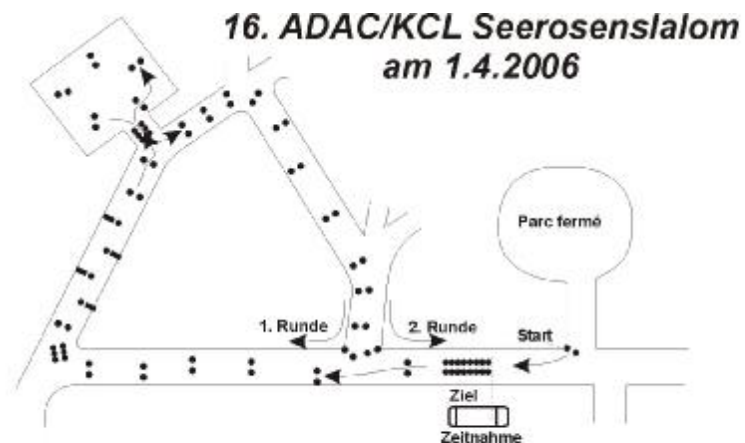 16. ADAC/KCL Seerosenslalom
am 1.4.2006
Parc fermé
1. Runde
2. Runde
Start
Ziel
Zeitnahme